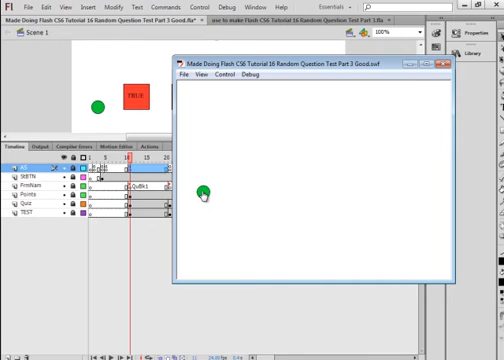 Fl File Edit View Insert Modify Text Commands Control Debug Window Help
Essentials
Made Doing Flash CS6 Tutorial 16 Random Question Test Part 3 Good.fla*
use to make Flash CS6 Tutorial 16 Random Question Test Part 3.fla
Scene 1
100%
Properties
Library
Made Doing Flash CS6 Tutorial 16 Random Question Test Part 3 Good.swf
File View Control Debug
TRUE
Timeline Output Compiler Errors Motion Editor Actions
1 5 10 15 20
AS
StBTN
FrmNam
QuBk1
Points
Quiz
TEST